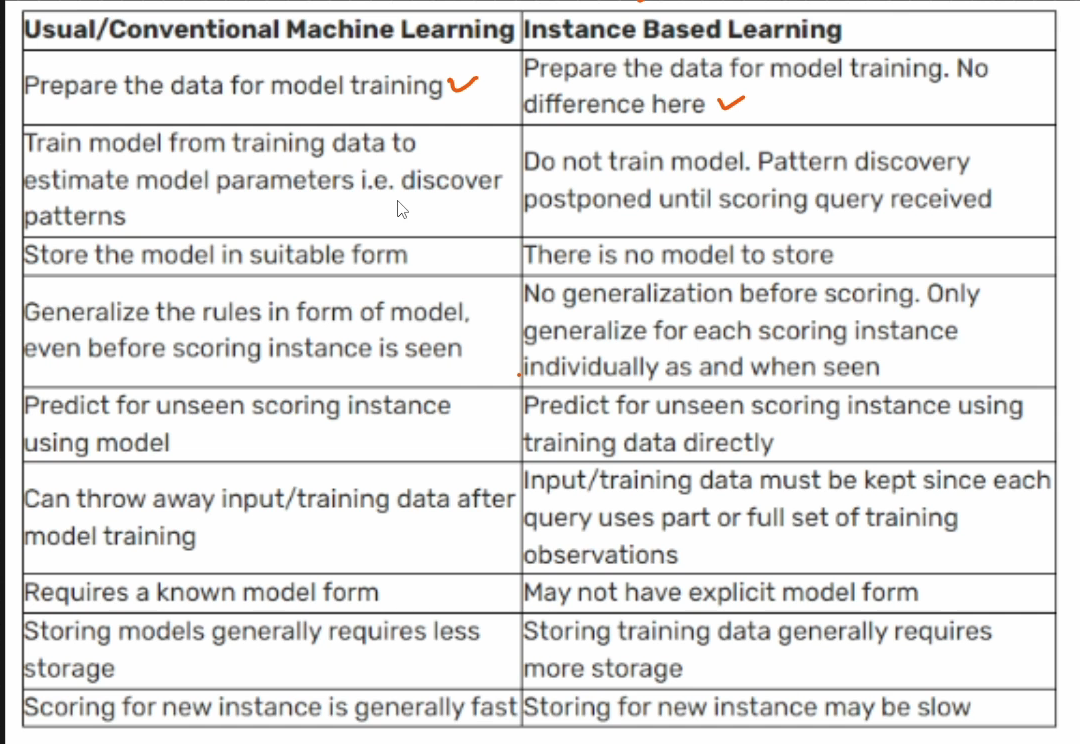 Usual/Conventional Machine Learning
Instance Based Learning
Prepare the data for model training
Prepare the data for model training. No
difference here
Train model from training data to
estimate model parameters i.e. discover
patterns
Do not train model. Pattern discovery
postponed until scoring query received
Store the model in suitable form
There is no model to store
Generalize the rules in form of model,
even before scoring instance is seen
No generalization before scoring. Only
generalize for each scoring instance
individually as and when seen
Predict for unseen scoring instance
using model
Predict for unseen scoring instance using
training data directly
Can throw away input/training data after
model training
Input/training data must be kept since each
query uses part or full set of training
observations
Requires a known model form
May not have explicit model form
Storing models generally requires less
storage
Storing training data generally requires
more storage
Scoring for new instance is generally fast
Storing for new instance may be slow